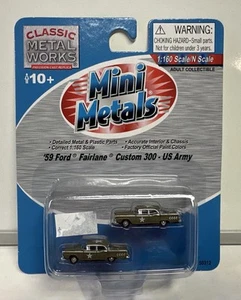 CLASSIC
METAL WORKS
10+
WARNING:
CHOKING HAZARD-Small parts.
Not for children under 3 years.
1:160 Scale/N Scale
ADULT COLLECTIBLE
Mini
Metals
• Detailed Metal & Plastic Parts • Accurate Interior & Chassis
• Correct 1:160 Scale • Factory Official Paint Colors
'59 Ford Fairlane Custom 300 - US Army